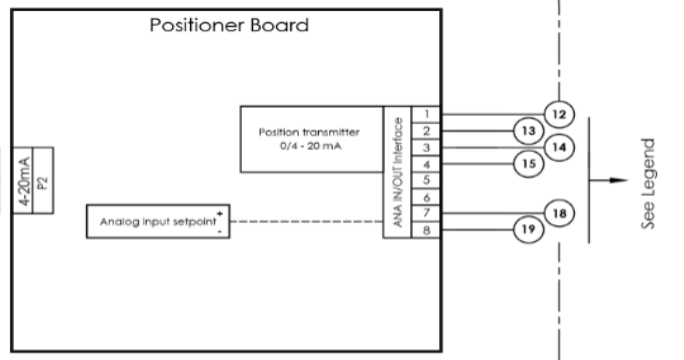 Positioner Board
Position transmitter
0/4 - 20 mA
ANA IN/OUT Interface
1
2
3
4
5
6
7
8
12
13
14
15
18
19
See Legend
4-20mA
P2
Analog input setpoint
+
-